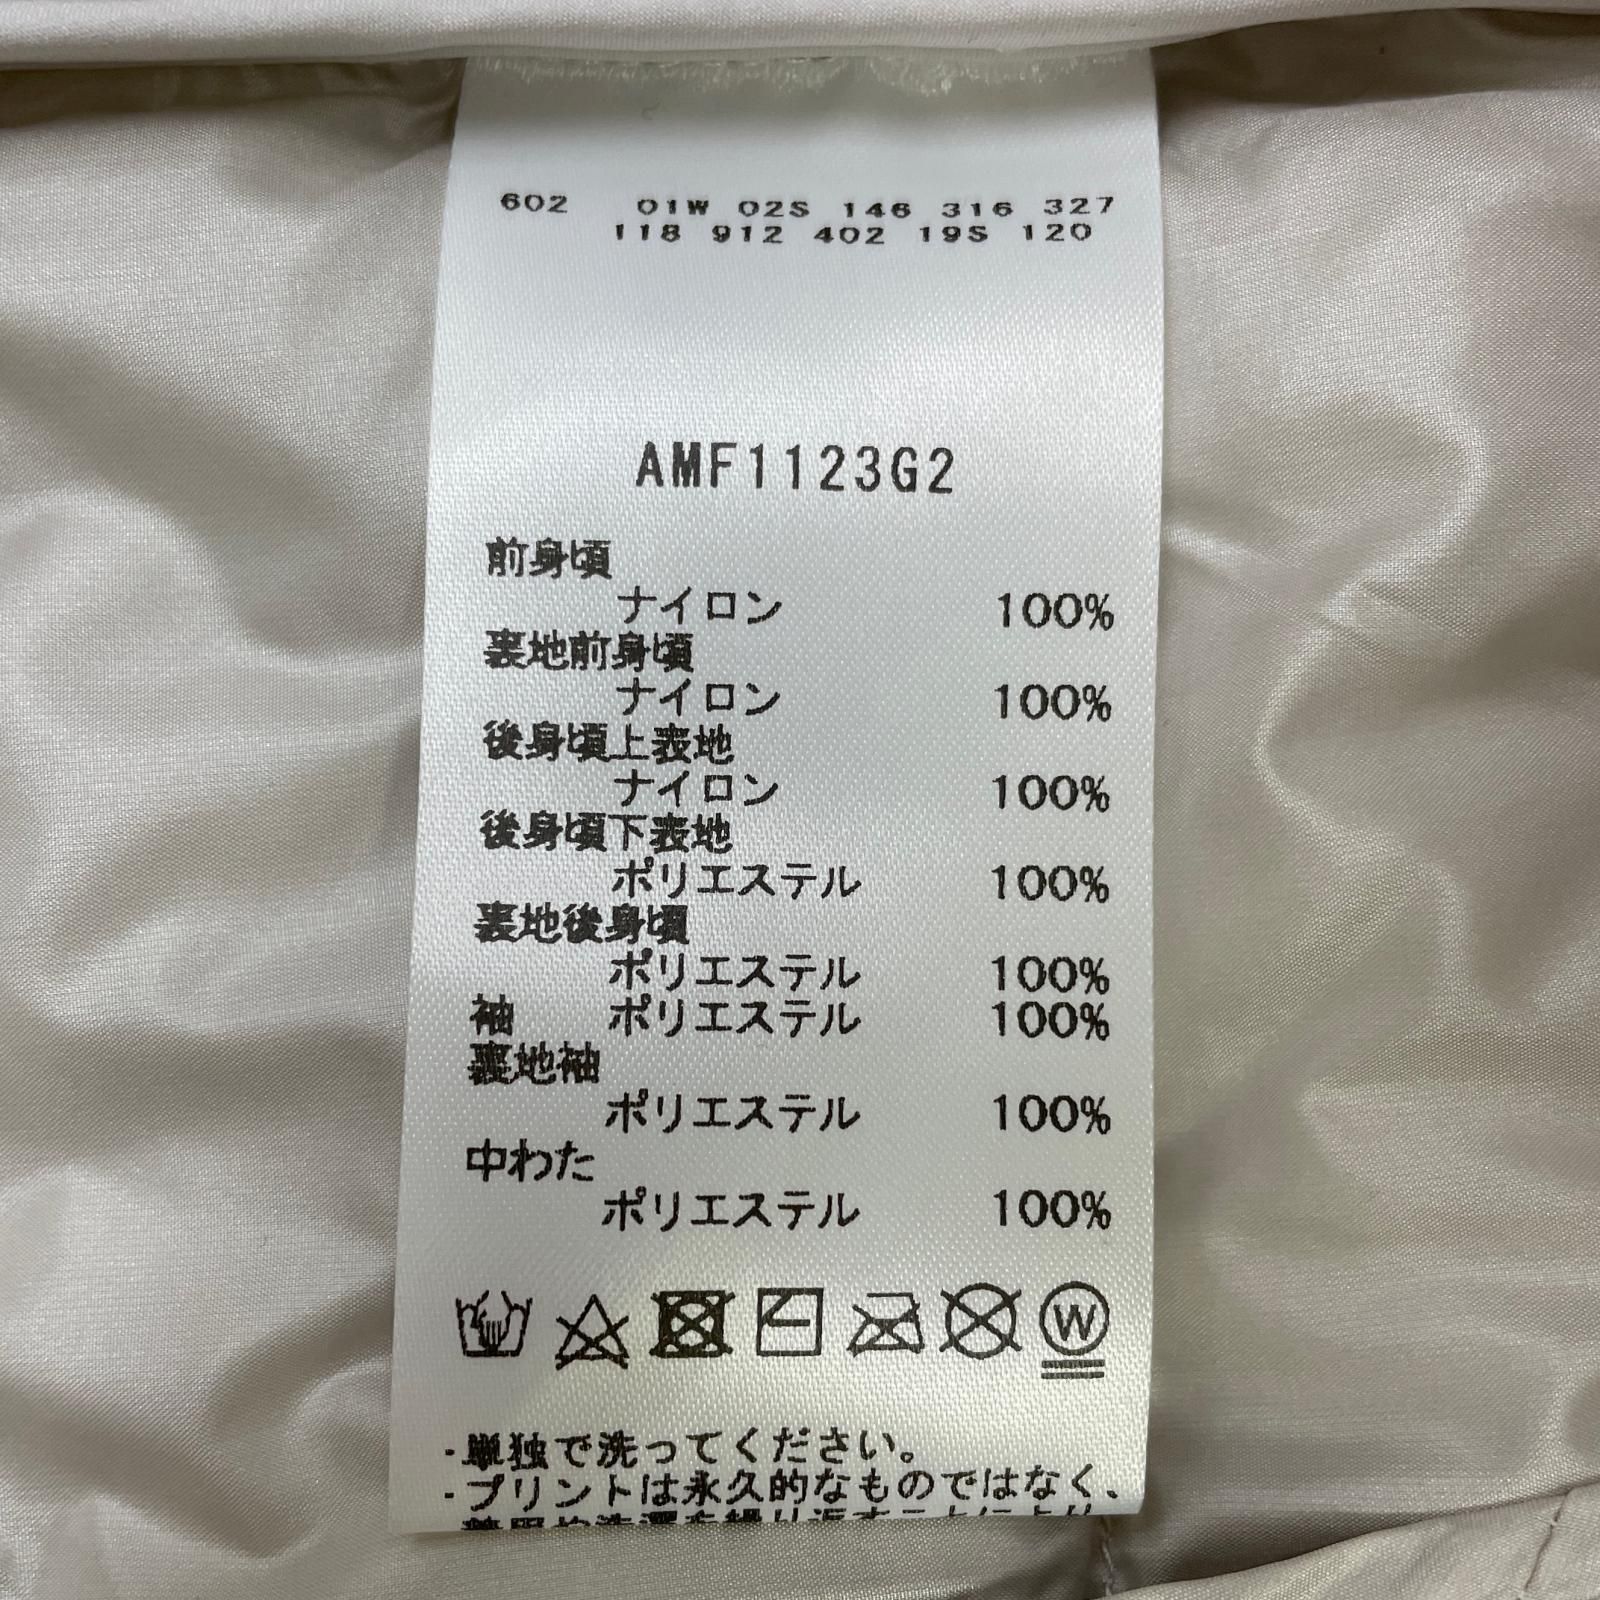 602 01W 02S 146 316 327
118 912 402 19S 120
AMF1123G2
前身頃
ナイロン 100%
裏地前身頃
ナイロン 100%
後身頃上表地
ナイロン 100%
後身頃下表地
ポリエステル 100%
裏地後身頃
ポリエステル 100%
袖 ポリエステル 100%
裏地袖
ポリエステル 100%
中わた
ポリエステル 100%
W
・単独で洗ってください。
・プリントは永久的なものではなく、